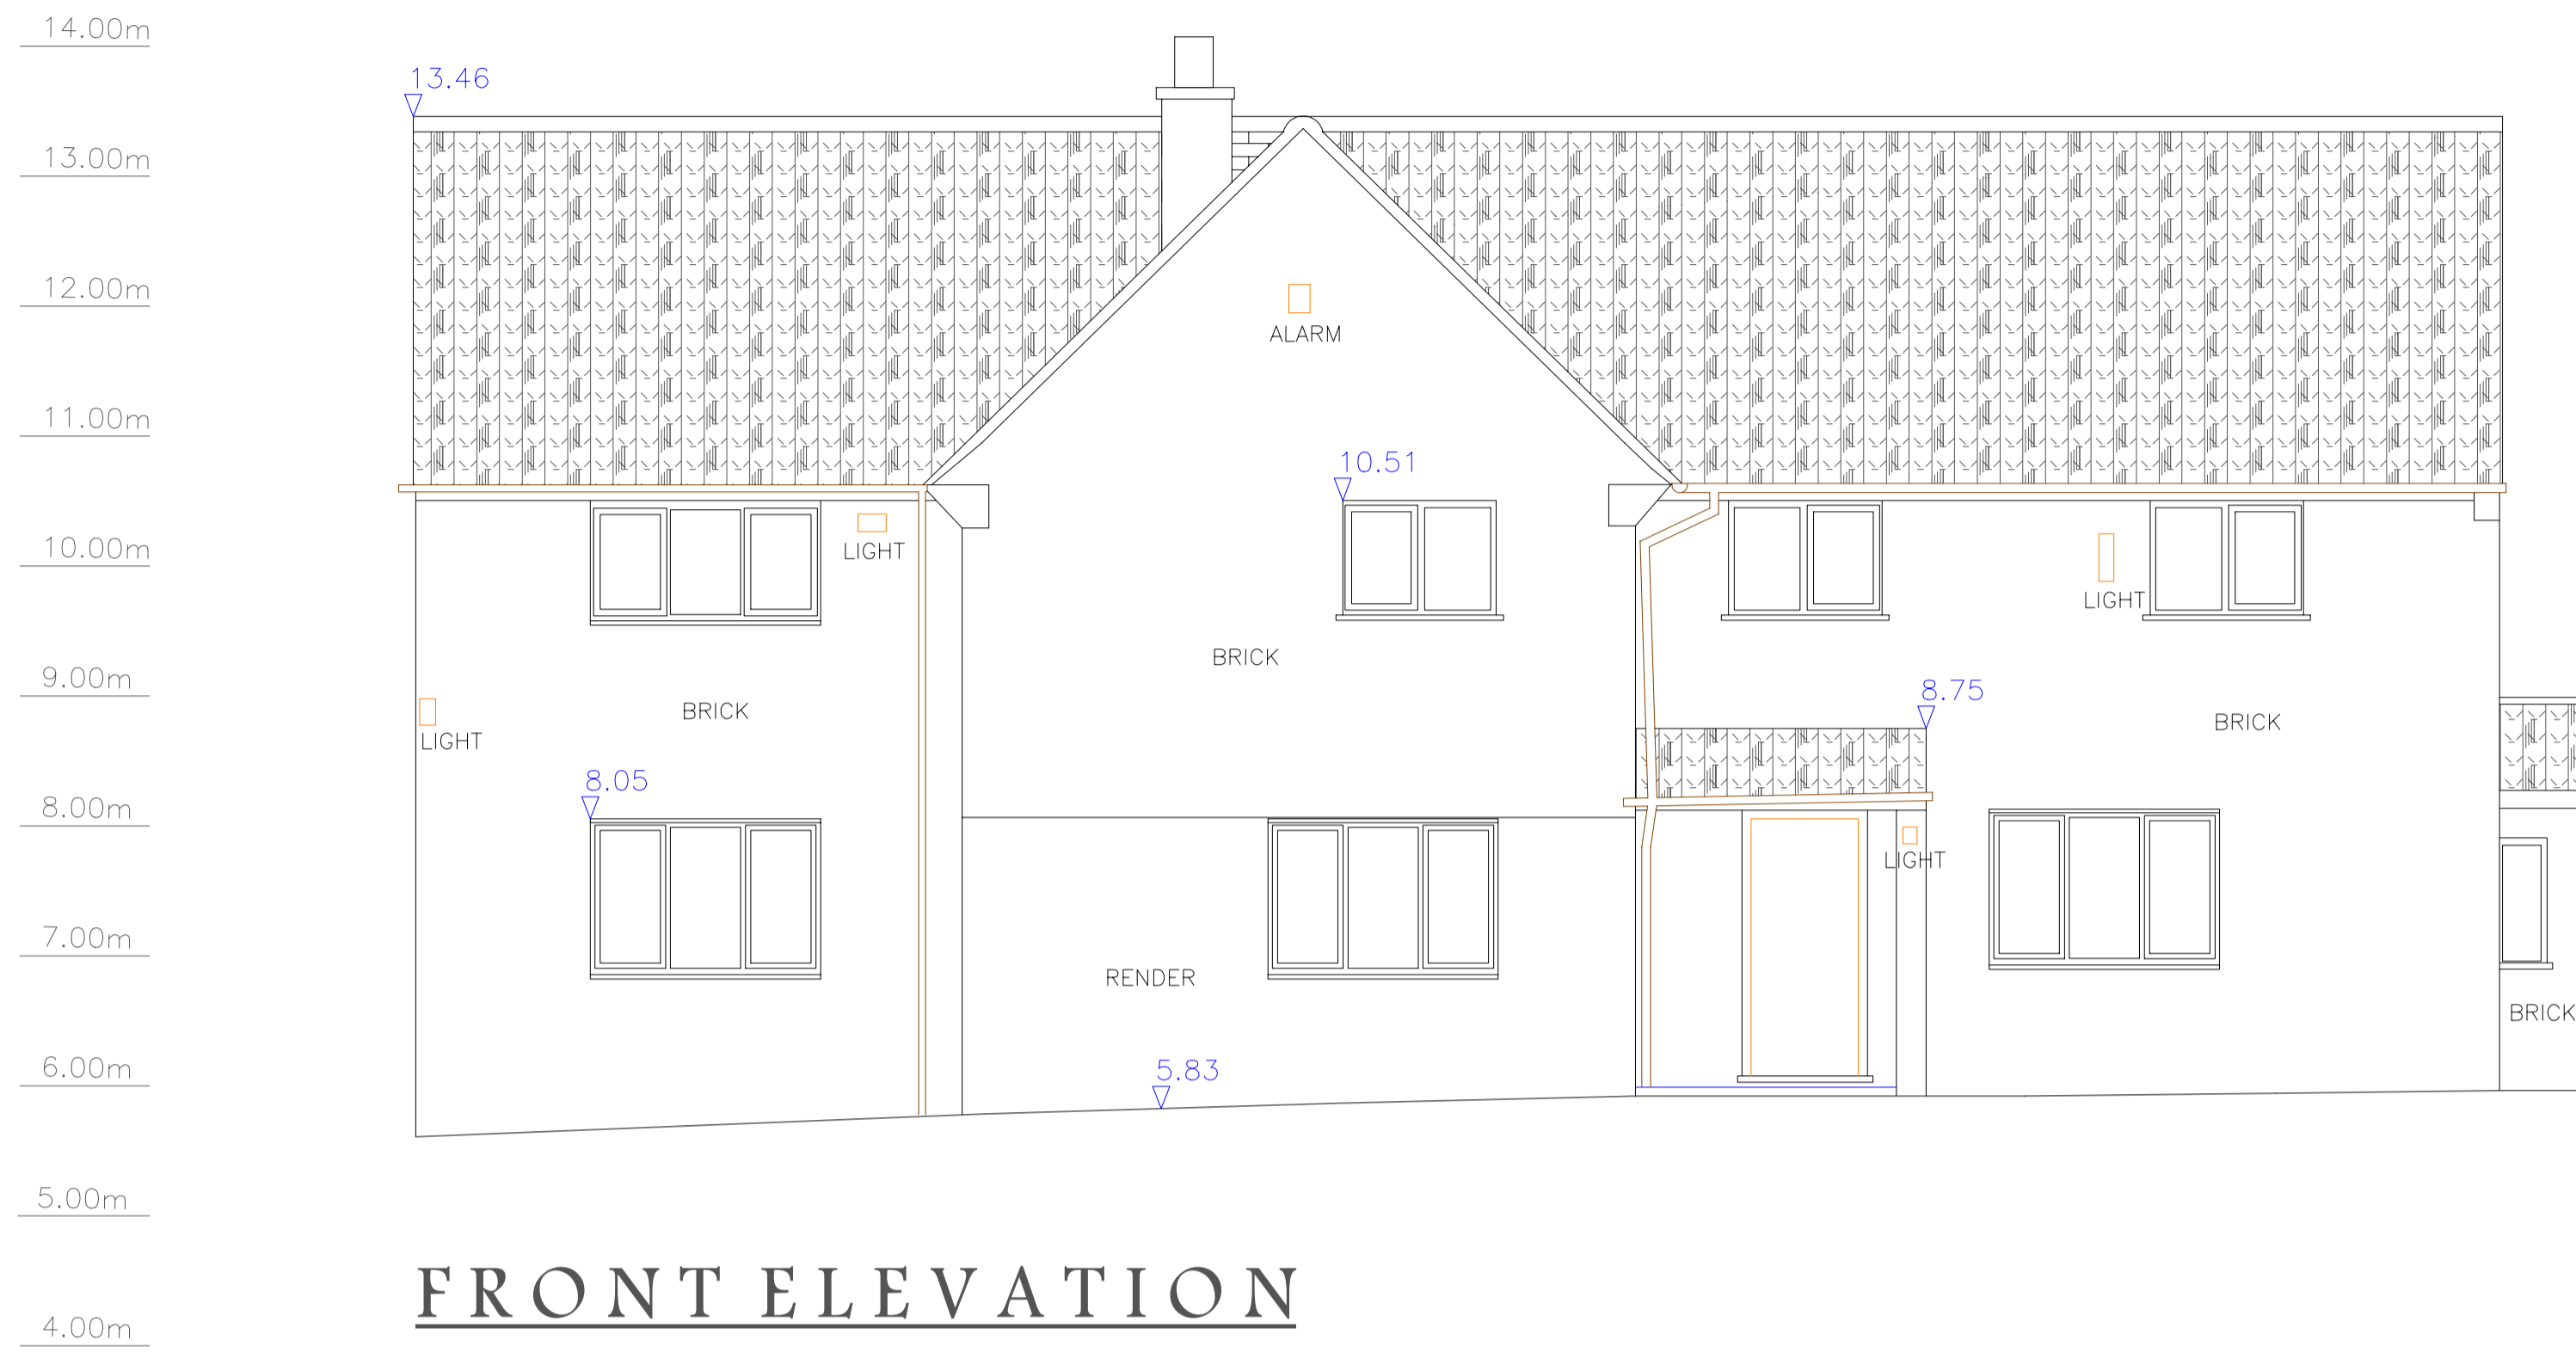 14.00m
13.46
13.00m
12.00m
ALARM
11.00m
10.51
10.00m
LIGHT
LIGHT
9.00m
BRICK
8.75
BRICK
BRICK
LIGHT
8.05
8.00m
LIGHT
7.00m
RENDER
BRICK
6.00m
5.83
5.00m
FRONT ELEVATION
4.00m